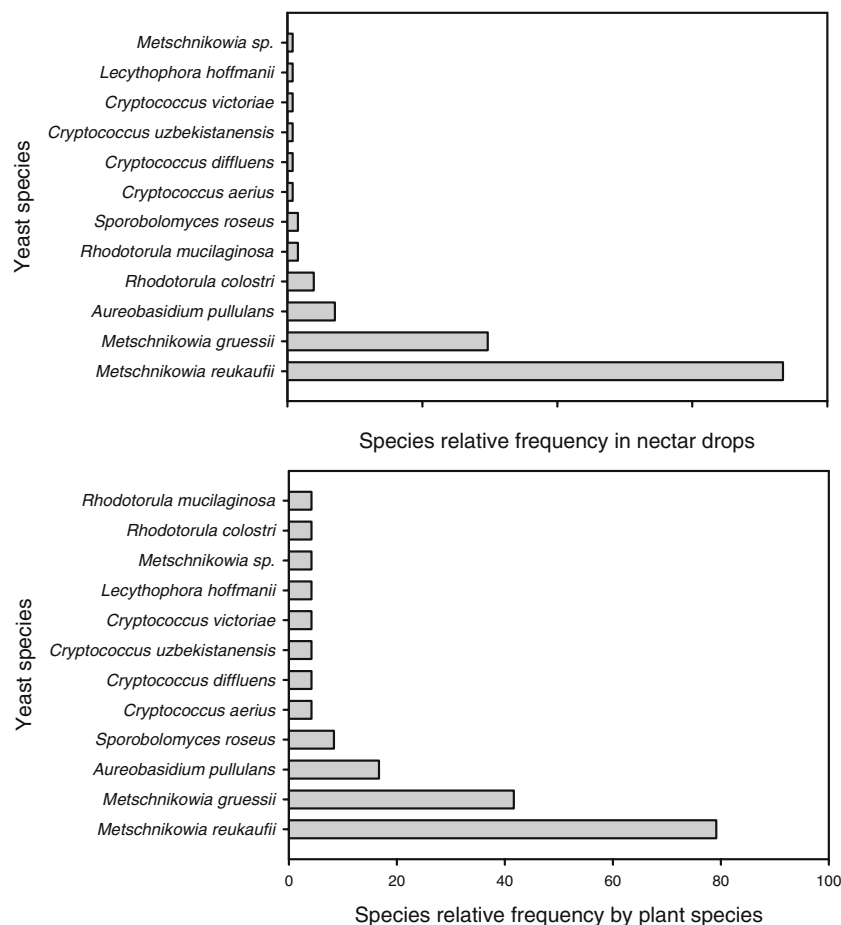 Yeast species
Metschnikowia sp.
Lecythophora hoffmanii
Cryptococcus victoriae
Cryptococcus uzbekistanensis
Cryptococcus diffluens
Cryptococcus aerius
Sporobolomyces roseus
Rhodotorula mucilaginosa
Rhodotorula colostri
Aureobasidium pullulans
Metschnikowia gruessii
Metschnikowia reukaufii
Species relative frequency in nectar drops
Yeast species
Rhodotorula mucilaginosa
Rhodotorula colostri
Metschnikowia sp.
Lecythophora hoffmanii
Cryptococcus victoriae
Cryptococcus uzbekistanensis
Cryptococcus diffluens
Cryptococcus aerius
Sporobolomyces roseus
Aureobasidium pullulans
Metschnikowia gruessii
Metschnikowia reukaufii
0 20 40 60 80 100
Species relative frequency by plant species